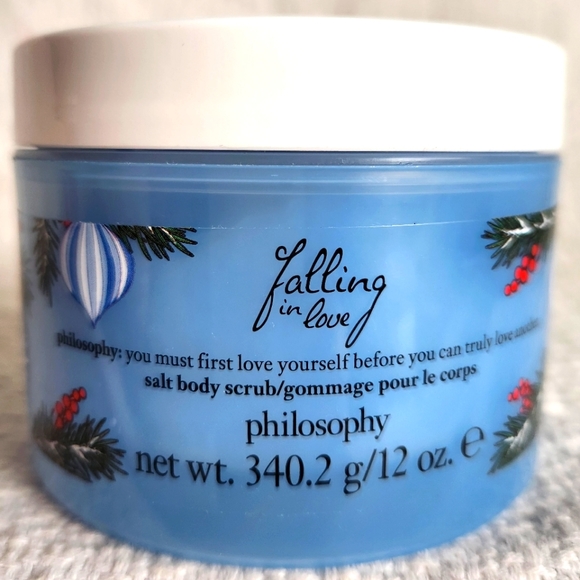 falling
in love
philosophy: you must first love yourself before you can truly love another.
salt body scrub/gommage pour le corps
philosophy
net wt. 340.2 g/12 oz. ℮